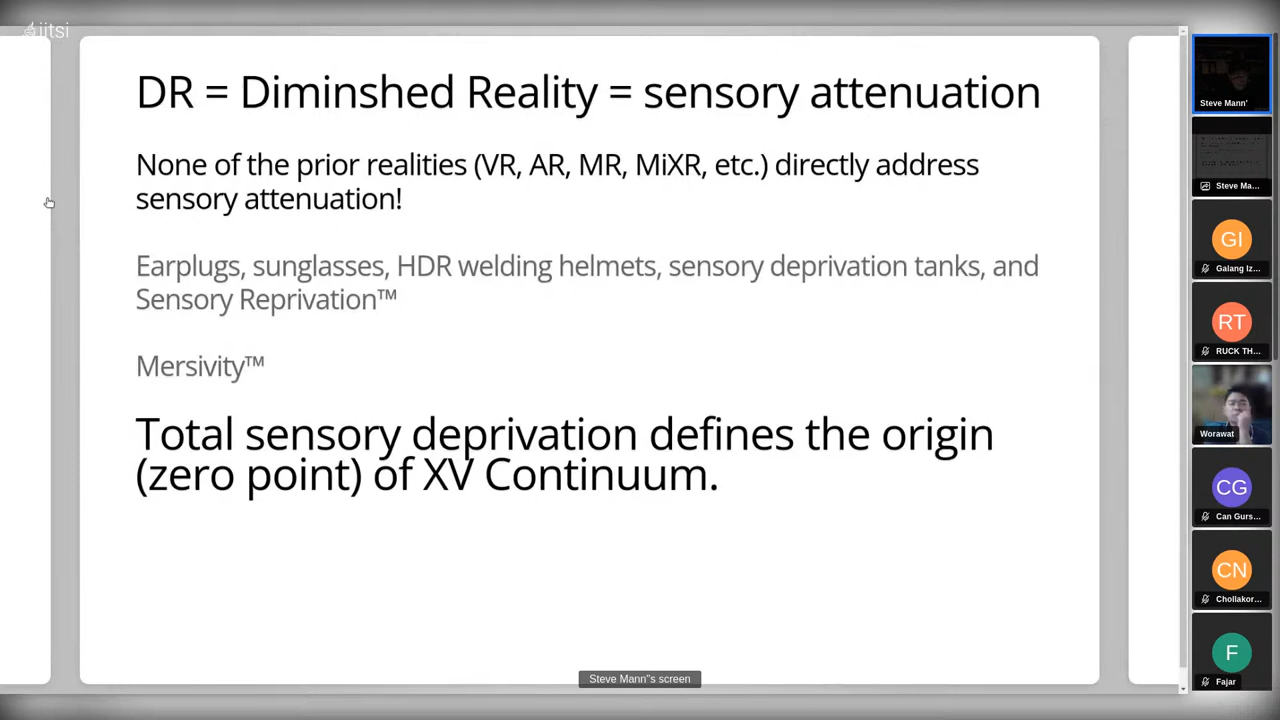 jitsi
DR = Diminshed Reality = sensory attenuation
None of the prior realities (VR, AR, MR, MiXR, etc.) directly address
sensory attenuation!
Earplugs, sunglasses, HDR welding helmets, sensory deprivation tanks, and
Sensory Reprivation™
Mersivity™
Total sensory deprivation defines the origin
(zero point) of XV Continuum.
Steve Mann"s screen
Steve Mann'
Steve Ma...
GI
Galang Iz...
RT
RUCK TH...
Worawat
CG
Can Gurs...
CN
Chollakor...
F
Fajar